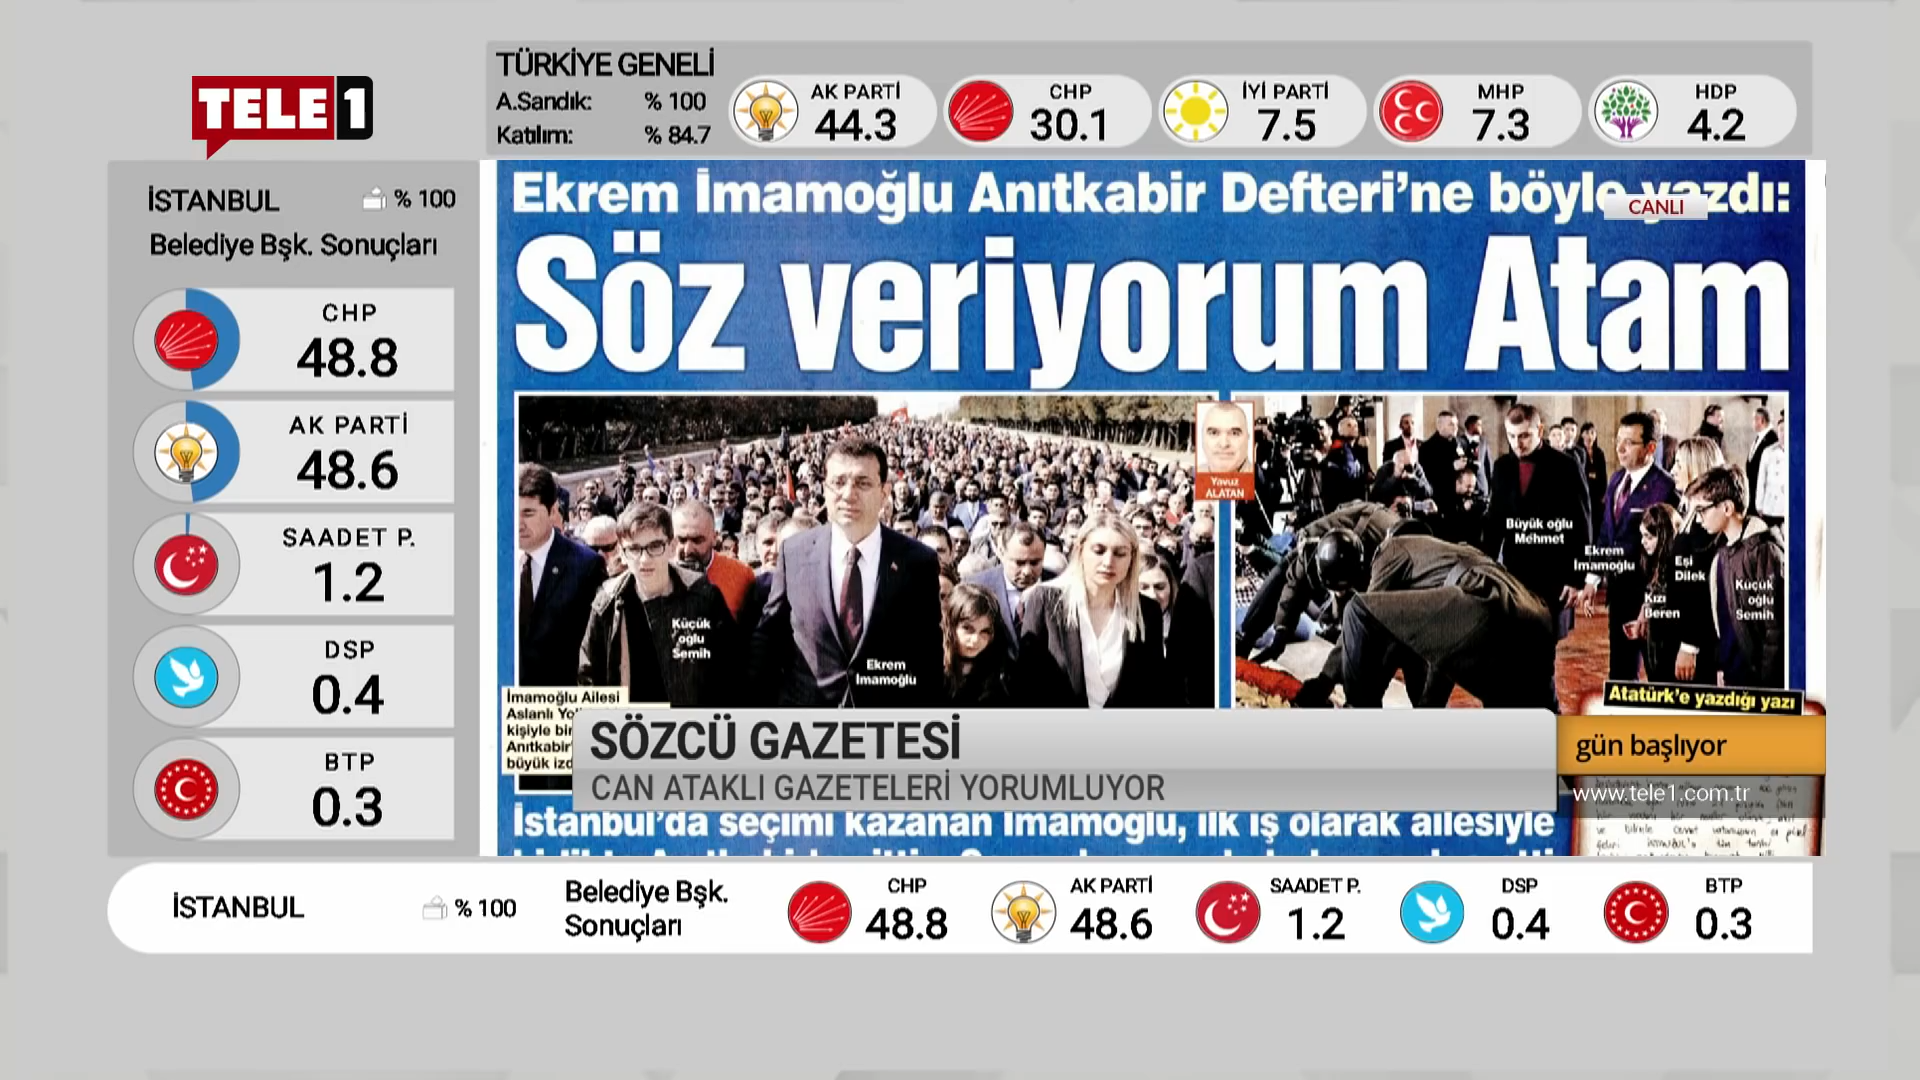 TELE1
TÜRKİYE GENELİ
A.Sandık: % 100
Katılım: % 84.7
AK PARTİ
44.3
CHP
30.1
İYİ PARTİ
7.5
MHP
7.3
HDP
4.2
İSTANBUL % 100
Belediye Bşk. Sonuçları
CHP
48.8
AK PARTİ
48.6
SAADET P.
1.2
DSP
0.4
BTP
0.3
Ekrem İmamoğlu Anıtkabir Defteri'ne böyle yazdı:
CANLI
Söz veriyorum Atam
Yavuz
ALATAN
Küçük
oğlu
Semih
Ekrem
İmamoğlu
Büyük oğlu
Mehmet
Ekrem
İmamoğlu
Eşi
Dilek
Kızı
Beren
Küçük
oğlu
Semih
İmamoğlu Ailesi
Aslanlı
kişiyle
Anıtkabir'
büyük
Atatürk'e yazdığı yazı
SÖZCÜ GAZETESİ
CAN ATAKLI GAZETELERİ YORUMLUYOR
gün başlıyor
www.tele1.com.tr
İstanbul'da seçimi kazanan İmamoğlu, ilk iş olarak ailesiyle
İSTANBUL % 100
Belediye Bşk.
Sonuçları
CHP
48.8
AK PARTİ
48.6
SAADET P.
1.2
DSP
0.4
BTP
0.3